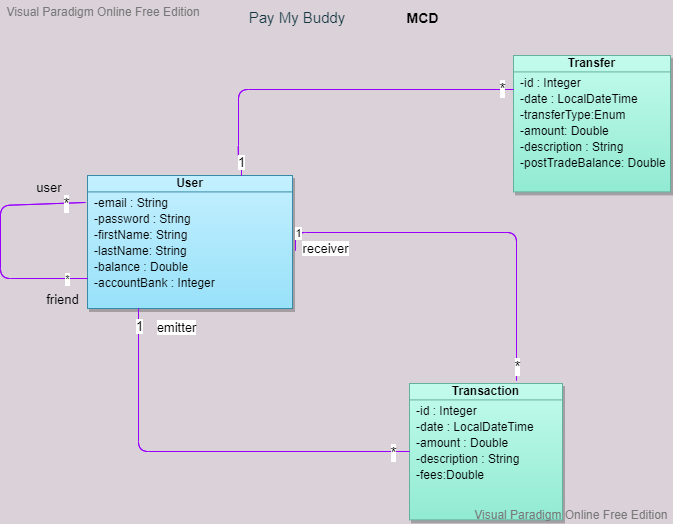 Visual Paradigm Online Free Edition
Pay My Buddy
MCD
Transfer
-id : Integer
-date : LocalDateTime
-transferType:Enum
-amount: Double
-description : String
-postTradeBalance: Double
*
1
User
-email : String
-password : String
-firstName: String
-lastName: String
-balance : Double
-accountBank : Integer
user
*
*
friend
1
receiver
1
emitter
*
*
Transaction
-id : Integer
-date : LocalDateTime
-amount : Double
-description : String
-fees:Double
Visual Paradigm Online Free Edition